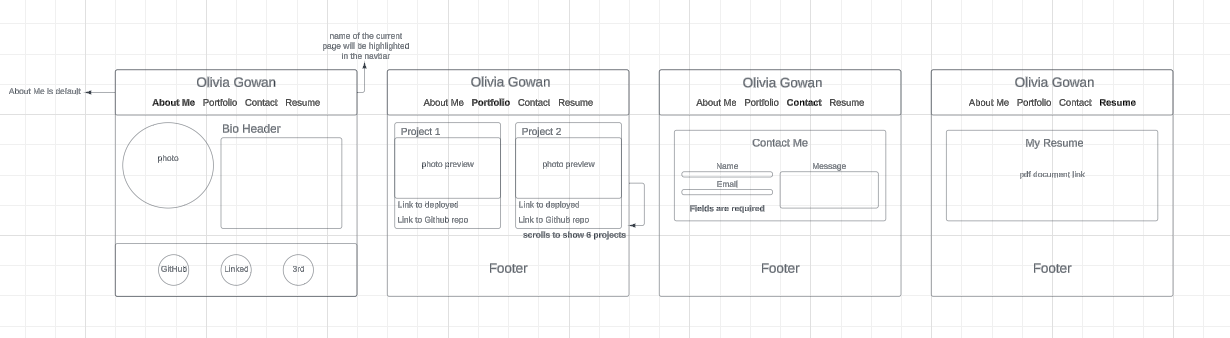 name of the current
page will be highlighted
in the navbar
About Me is default
Olivia Gowan
About Me Portfolio Contact Resume
Bio Header
photo
GitHub
Linked
3rd
Olivia Gowan
About Me Portfolio Contact Resume
Project 1
photo preview
Link to deployed
Link to Github repo
Project 2
photo preview
Link to deployed
Link to Github repo
scrolls to show 6 projects
Footer
Olivia Gowan
About Me Portfolio Contact Resume
Contact Me
Name
Email
Message
Fields are required
Footer
Olivia Gowan
About Me Portfolio Contact Resume
My Resume
pdf document link
Footer